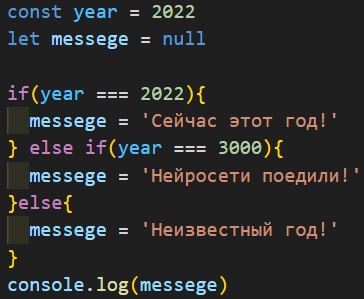 const year = 2022
let messege = null
if(year === 2022){
messege = 'Сейчас этот год!'
} else if(year === 3000){
messege = 'Нейросети поедили!'
}else{
messege = 'Неизвестный год!'
}
console.log(messege)